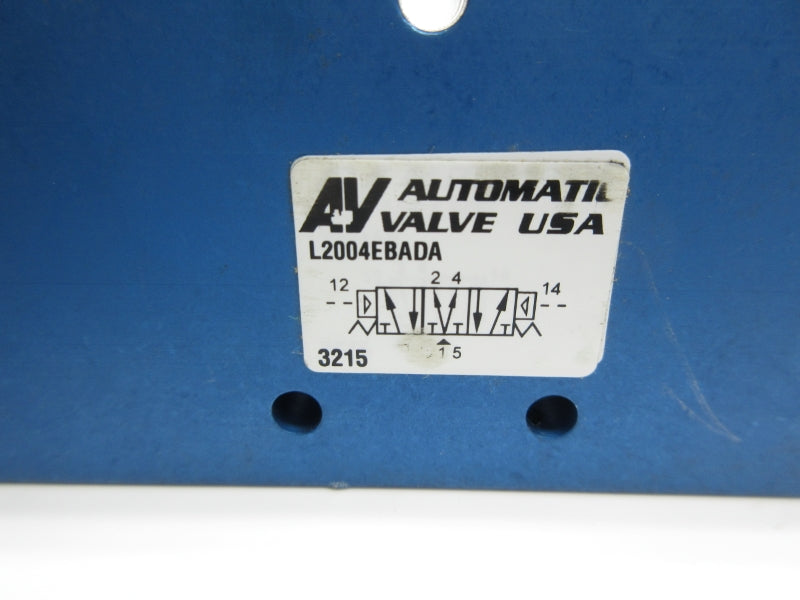 AV AUTOMATIC
VALVE USA
L2004EBADA
12 2 4 14
3215 1 5